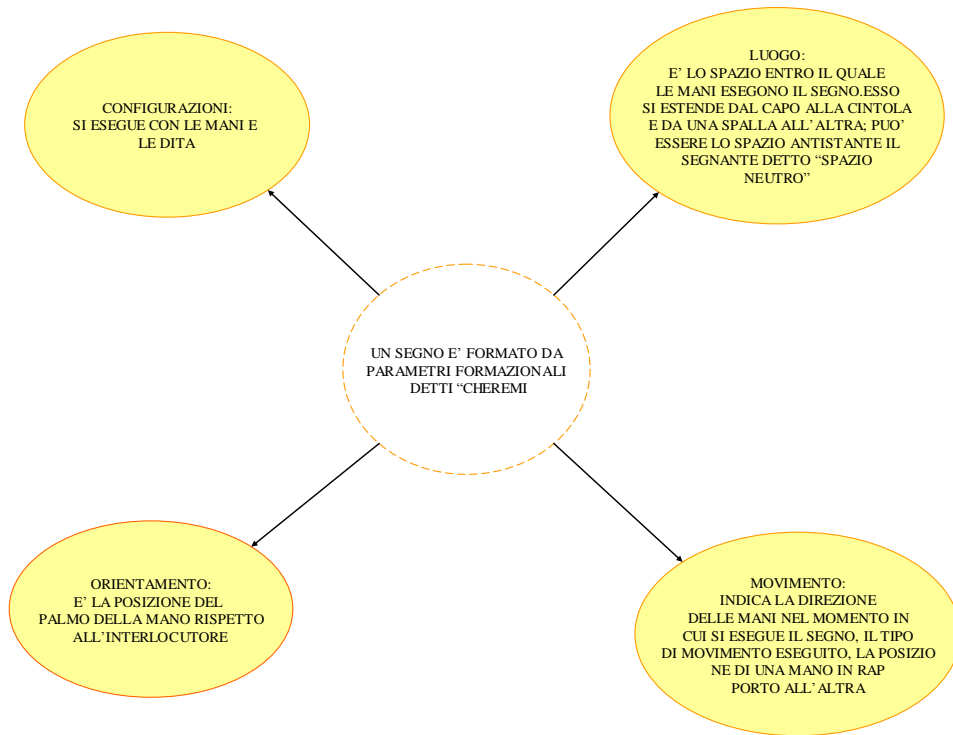 CONFIGURAZIONI:
SI ESEGUE CON LE MANI E
LE DITA
LUOGO:
E’ LO SPAZIO ENTRO IL QUALE
LE MANI ESEGONO IL SEGNO.ESSO
SI ESTENDE DAL CAPO ALLA CINTOLA
E DA UNA SPALLA ALL’ALTRA; PUO’
ESSERE LO SPAZIO ANTISTANTE IL
SEGNANTE DETTO “SPAZIO
NEUTRO”
UN SEGNO E’ FORMATO DA
PARAMETRI FORMAZIONALI
DETTI “CHEREMI
ORIENTAMENTO:
E’ LA POSIZIONE DEL
PALMO DELLA MANO RISPETTO
ALL’INTERLOCUTORE
MOVIMENTO:
INDICA LA DIREZIONE
DELLE MANI NEL MOMENTO IN
CUI SI ESEGUE IL SEGNO, IL TIPO
DI MOVIMENTO ESEGUITO, LA POSIZIO
NE DI UNA MANO IN RAP
PORTO ALL’ALTRA